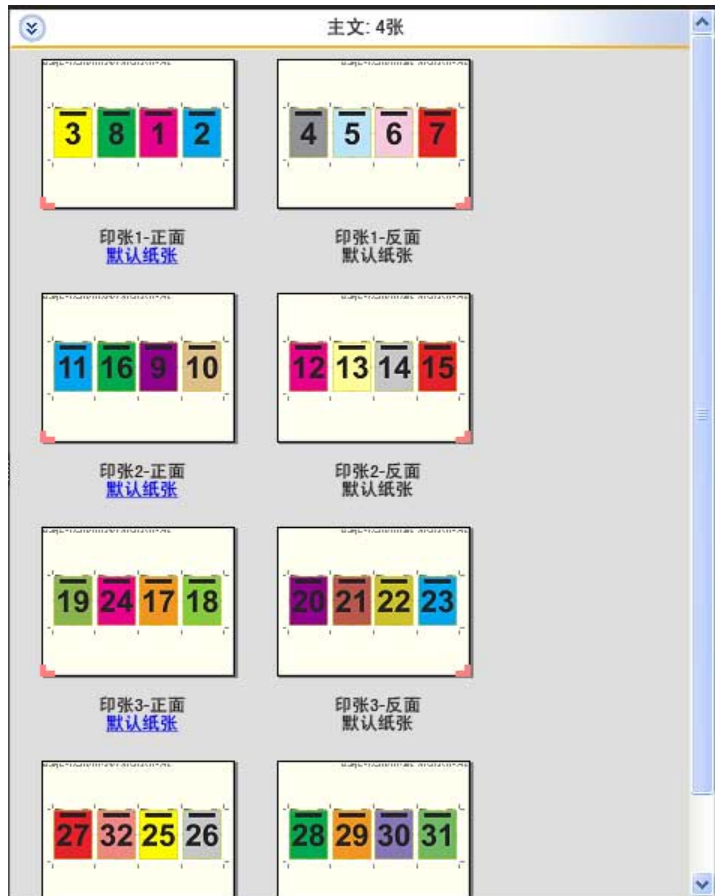 主文: 4张
3 8 1 2
4 5 6 7
印张1-正面
默认纸张
印张1-反面
默认纸张
11 16 9 10
12 13 14 15
印张2-正面
默认纸张
印张2-反面
默认纸张
19 24 17 18
20 21 22 23
印张3-正面
默认纸张
印张3-反面
默认纸张
27 32 25 26
28 29 30 31